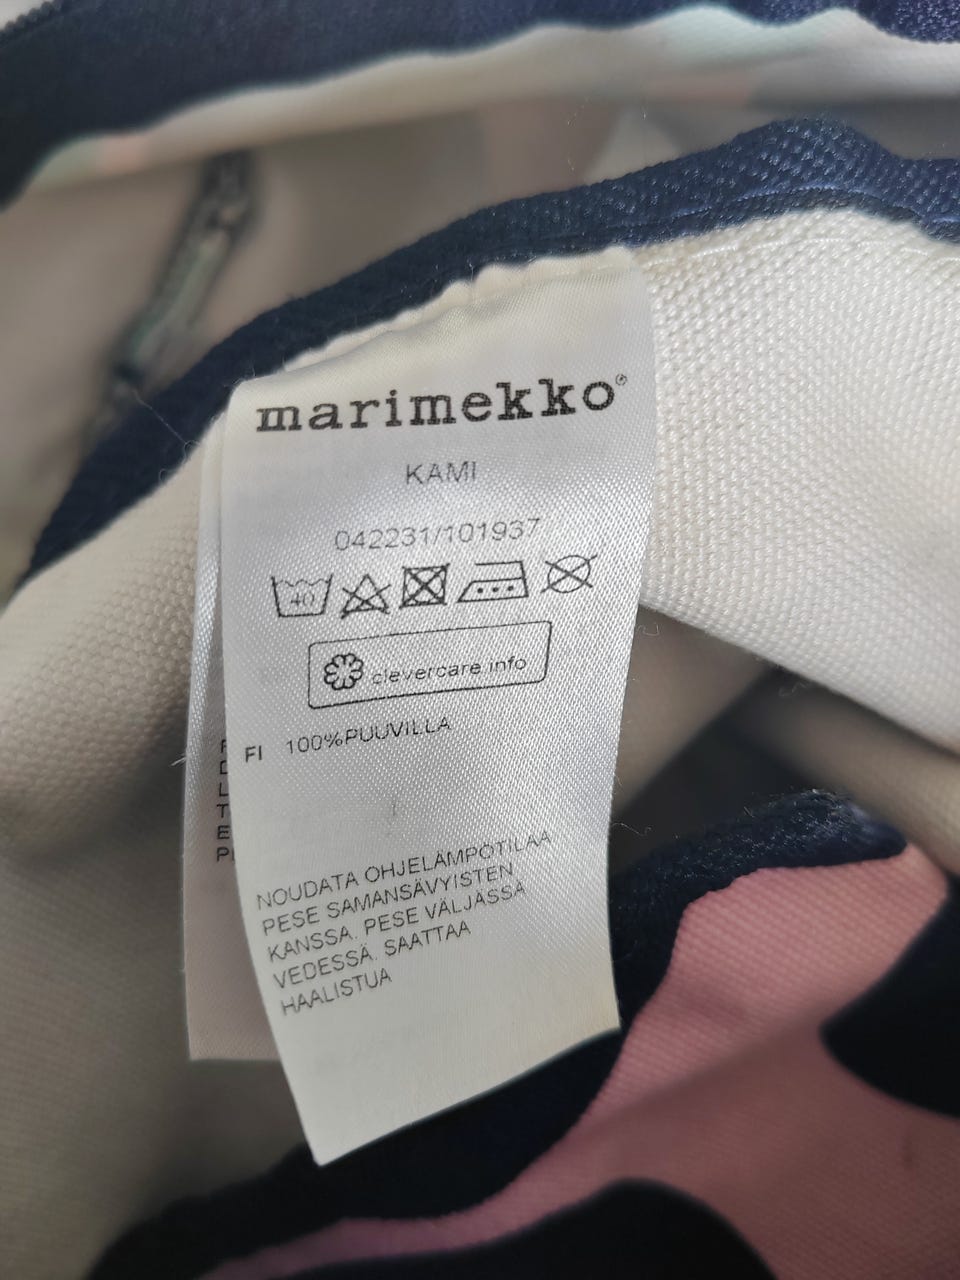 marimekko®
KAMI
042231/101937
40
clevercare.info
FI 100%PUUVILLA
NOUDATA OHJELÄMPÖTILAA
PESE SAMANSÄVYISTEN
KANSSA. PESE VÄLJÄSSÄ
VEDESSÄ. SAATTAA
HAALISTUA